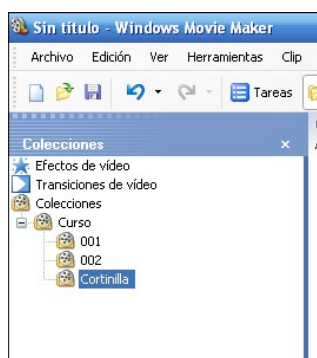 Sin título - Windows Movie Maker
Archivo Edición Ver Herramientas Clip
Tareas
Colecciones
Efectos de vídeo
Transiciones de vídeo
Colecciones
Curso
001
002
Cortinilla